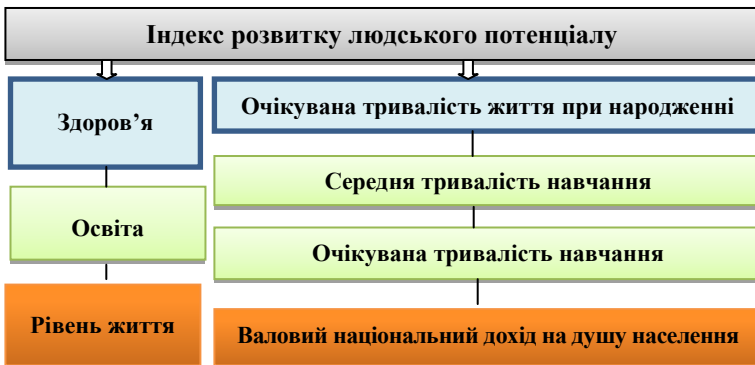 Індекс розвитку людського потенціалу
Здоров’я
Очікувана тривалість життя при народженні
Середня тривалість навчання
Освіта
Очікувана тривалість навчання
Рівень життя
Валовий національний дохід на душу населення